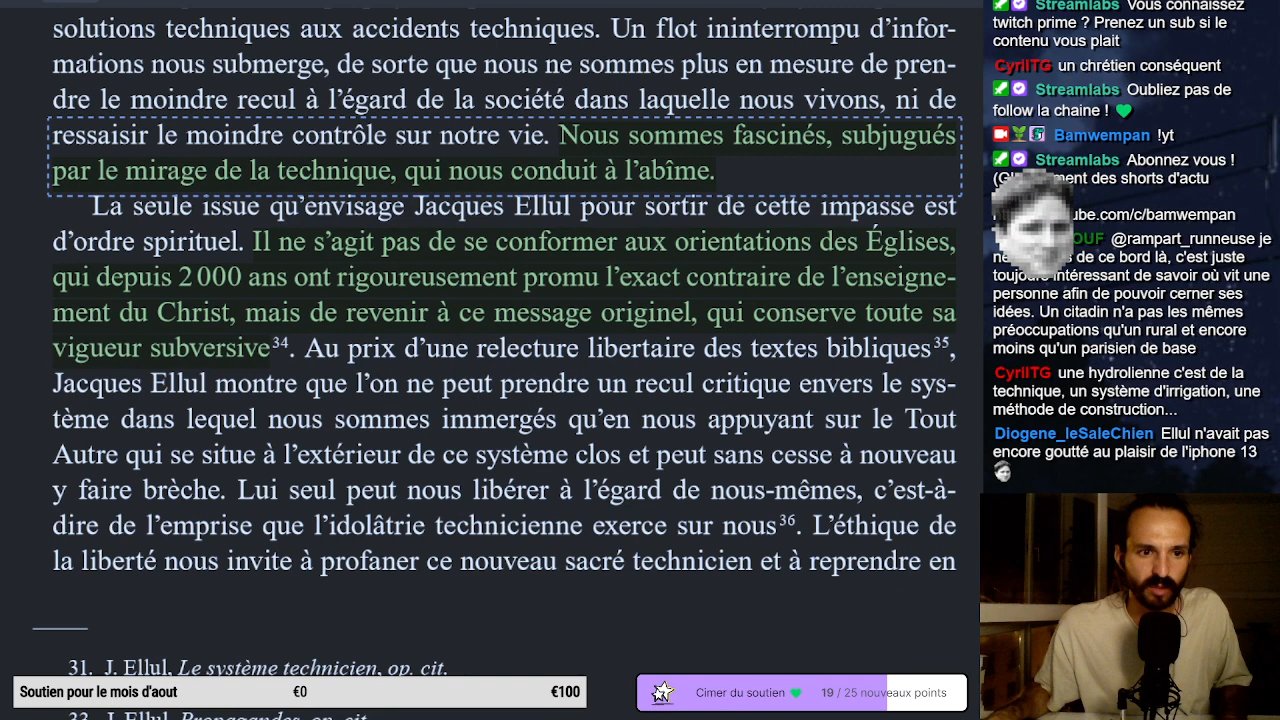 solutions techniques aux accidents techniques. Un flot ininterrompu d’infor-
mations nous submerge, de sorte que nous ne sommes plus en mesure de pren-
dre le moindre recul à l’égard de la société dans laquelle nous vivons, ni de
ressaisir le moindre contrôle sur notre vie. Nous sommes fascinés, subjugués
par le mirage de la technique, qui nous conduit à l’abîme.
La seule issue qu’envisage Jacques Ellul pour sortir de cette impasse est
d’ordre spirituel. Il ne s’agit pas de se conformer aux orientations des Églises,
qui depuis 2 000 ans ont rigoureusement promu l’exact contraire de l’enseigne-
ment du Christ, mais de revenir à ce message originel, qui conserve toute sa
vigueur subversive³⁴. Au prix d’une relecture libertaire des textes bibliques³⁵,
Jacques Ellul montre que l’on ne peut prendre un recul critique envers le sys-
tème dans lequel nous sommes immergés qu’en nous appuyant sur le Tout
Autre qui se situe à l’extérieur de ce système clos et peut sans cesse à nouveau
y faire brèche. Lui seul peut nous libérer à l’égard de nous-mêmes, c’est-à-
dire de l’emprise que l’idolâtrie technicienne exerce sur nous³⁶. L’éthique de
la liberté nous invite à profaner ce nouveau sacré technicien et à reprendre en
31. J. Ellul, Le système technicien, op. cit.
33. J. Ellul, Propagandes, op. cit.
Soutien pour le mois d'aout €0 €100
Cimer du soutien 19 / 25 nouveaux points
Streamlabs Vous connaissez
twitch prime ? Prenez un sub si le
contenu vous plait
CyrilTG un chrétien conséquent
Streamlabs Oubliez pas de
follow la chaine !
Bamwempan !yt
Streamlabs Abonnez vous !
ment des shorts d'actu
ube.com/c/bamwempan
OUF @rampart_runneuse je
de ce bord là, c'est juste
toujours intéressant de savoir où vit une
personne afin de pouvoir cerner ses
idées. Un citadin n'a pas les mêmes
préoccupations qu'un rural et encore
moins qu'un parisien de base
CyrilTG une hydrolienne c'est de la
technique, un système d'irrigation, une
méthode de construction...
Diogene_leSaleChien Ellul n'avait pas
encore goutté au plaisir de l'iphone 13